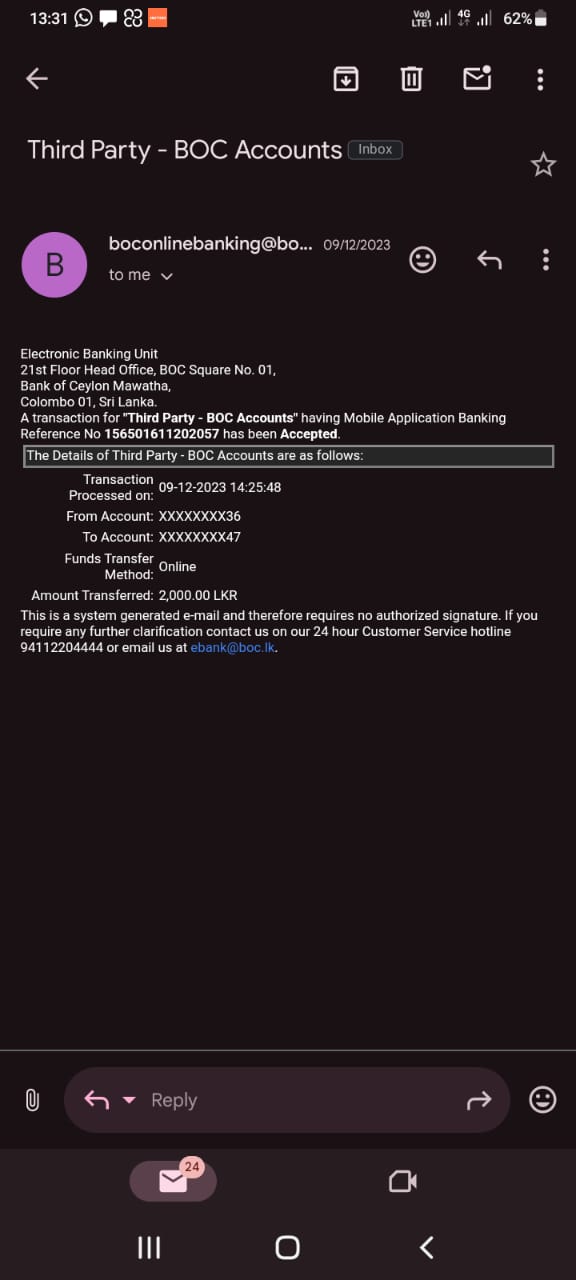 13:31
Vo)) LTE1 4G 62%
Third Party - BOC Accounts Inbox
B
boconlinebanking@bo... 09/12/2023
to me
Electronic Banking Unit
21st Floor Head Office, BOC Square No. 01,
Bank of Ceylon Mawatha,
Colombo 01, Sri Lanka.
A transaction for "Third Party - BOC Accounts" having Mobile Application Banking
Reference No 156501611202057 has been Accepted.
The Details of Third Party - BOC Accounts are as follows:
Transaction
Processed on: 09-12-2023 14:25:48
From Account: XXXXXXXX36
To Account: XXXXXXXX47
Funds Transfer
Method: Online
Amount Transferred: 2,000.00 LKR
This is a system generated e-mail and therefore requires no authorized signature. If you
require any further clarification contact us on our 24 hour Customer Service hotline
94112204444 or email us at ebank@boc.lk.
Reply
24